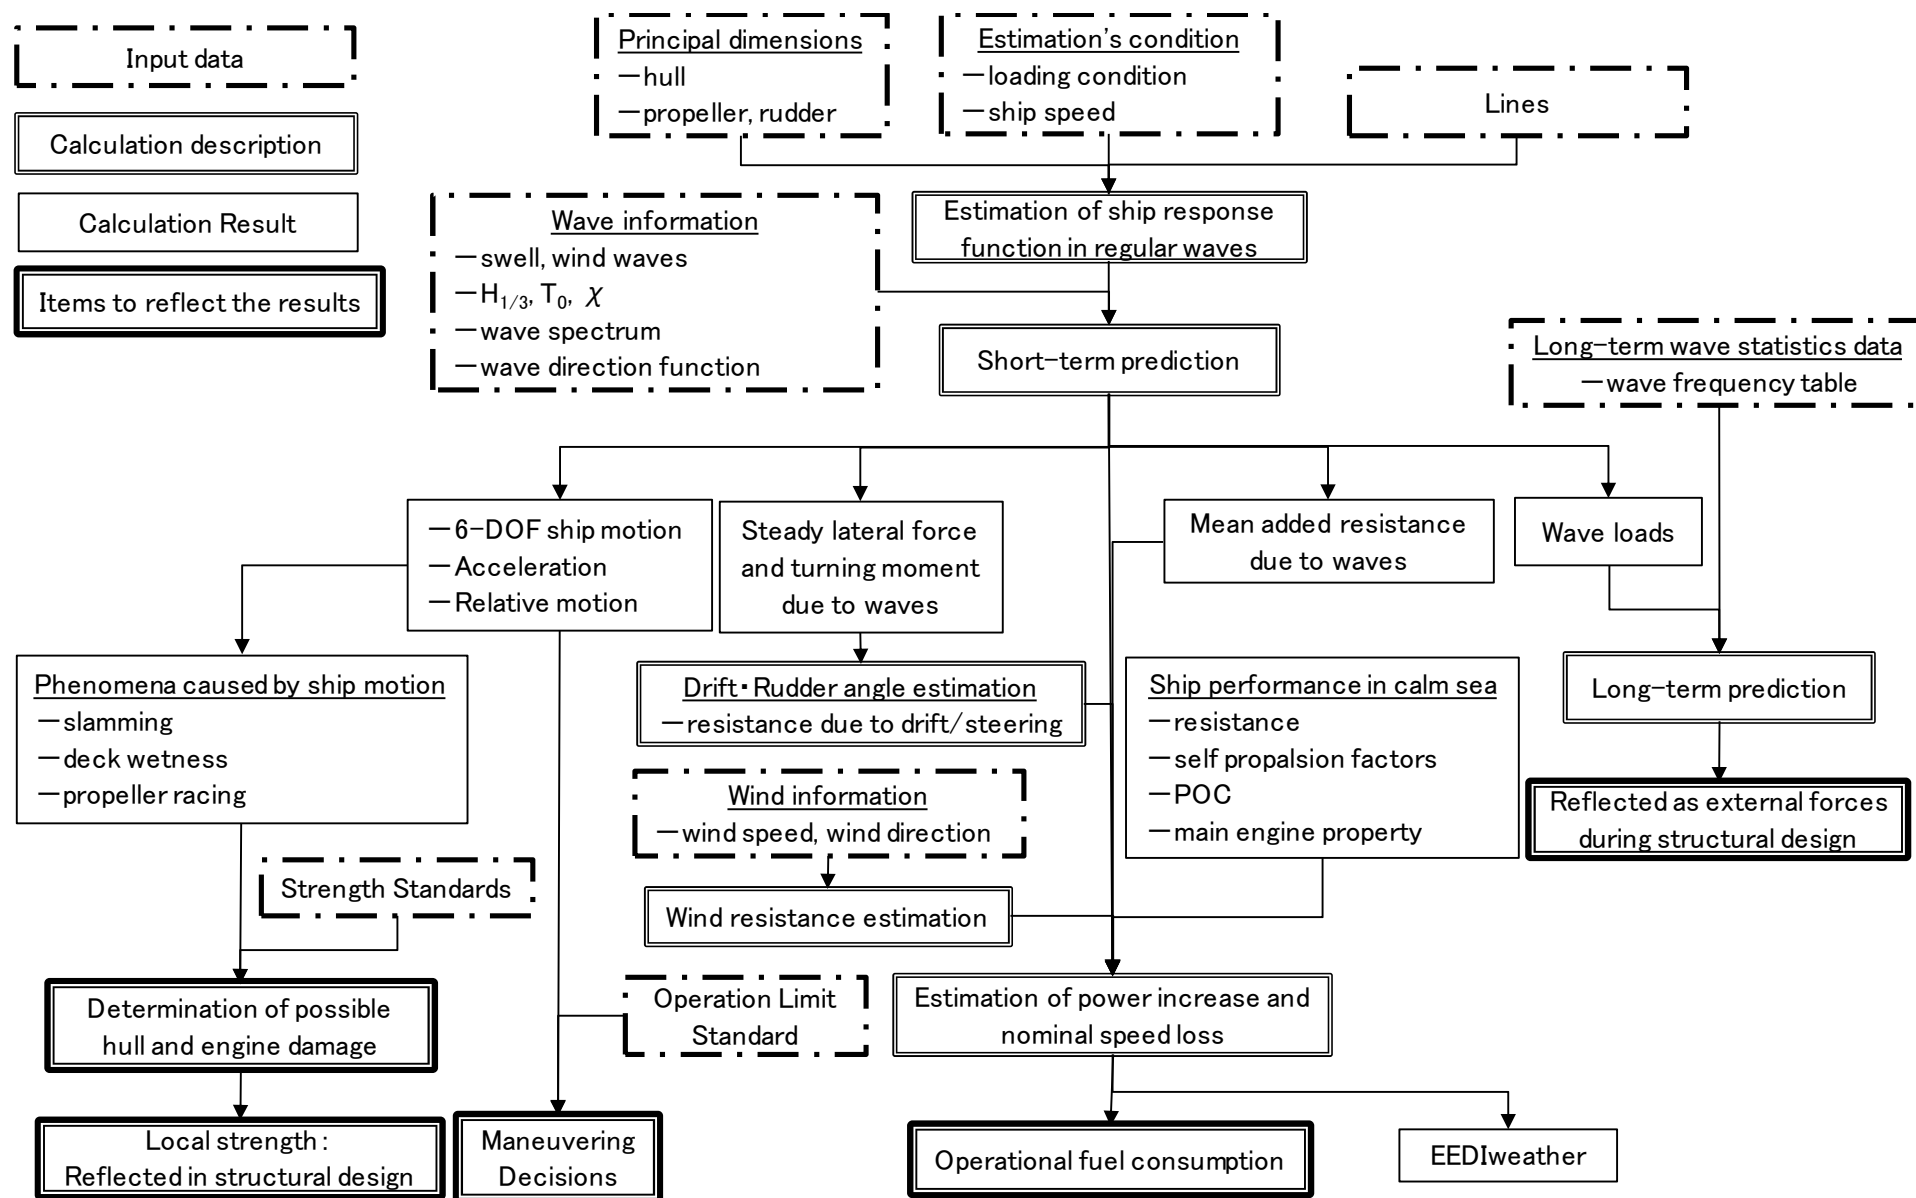 Input data
Calculation description
Calculation Result
Items to reflect the results
Principal dimensions
—hull
—propeller, rudder
Estimation's condition
—loading condition
—ship speed
Lines
Estimation of ship response
function in regular waves
Wave information
—swell, wind waves
—H1/3, T0, χ
—wave spectrum
—wave direction function
Short-term prediction
Long-term wave statistics data
—wave frequency table
—6-DOF ship motion
—Acceleration
—Relative motion
Steady lateral force
and turning moment
due to waves
Mean added resistance
due to waves
Wave loads
Phenomena caused by ship motion
—slamming
—deck wetness
—propeller racing
Drift・Rudder angle estimation
—resistance due to drift/steering
Ship performance in calm sea
—resistance
—self propalsion factors
—POC
—main engine property
Long-term prediction
Wind information
—wind speed, wind direction
Reflected as external forces
during structural design
Strength Standards
Wind resistance estimation
Determination of possible
hull and engine damage
Operation Limit
Standard
Estimation of power increase and
nominal speed loss
Local strength:
Reflected in structural design
Maneuvering
Decisions
Operational fuel consumption
EEDIweather